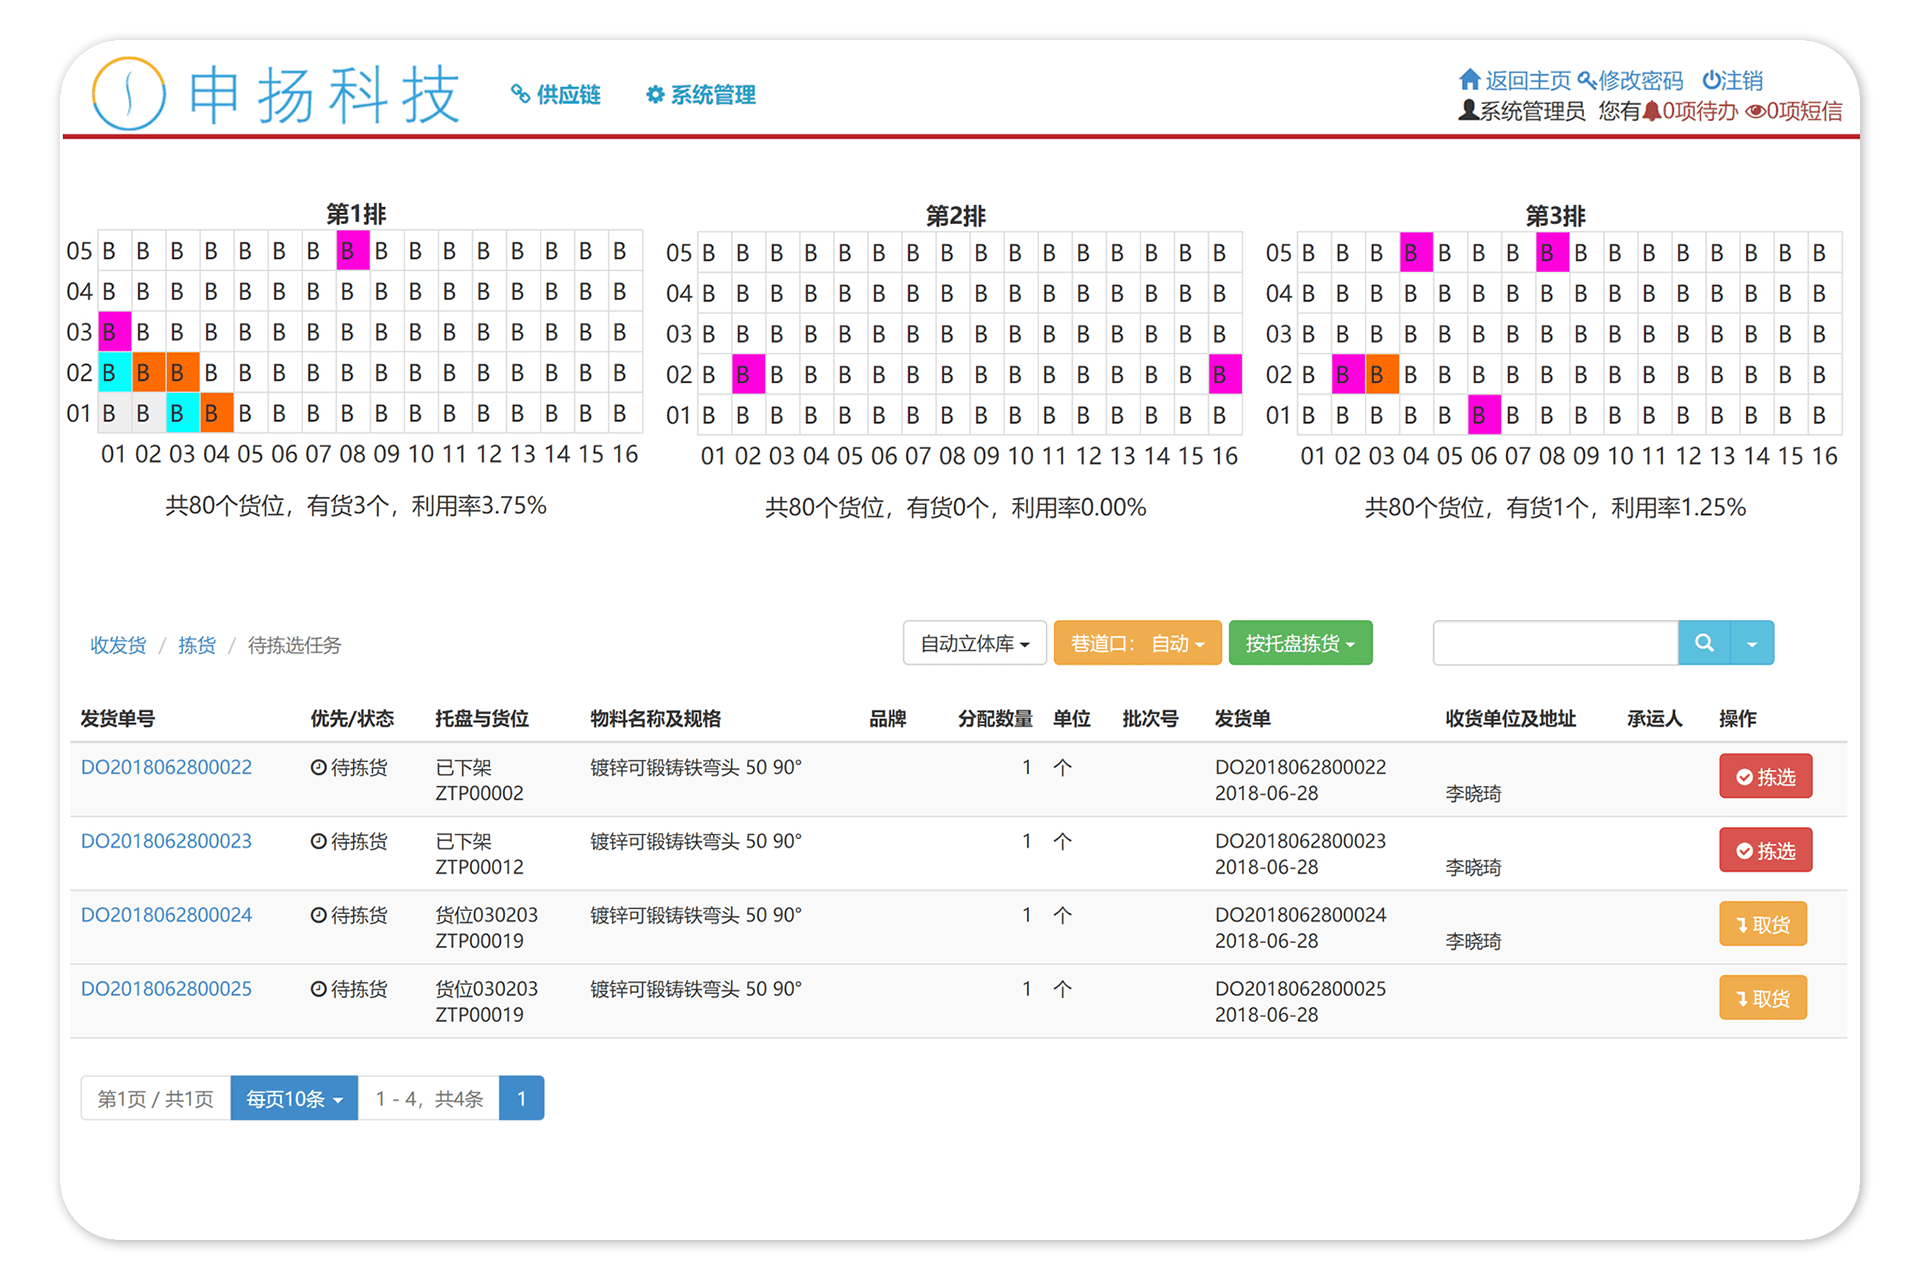 申扬科技 供应链 系统管理 返回主页 修改密码 注销
系统管理员 您有0项待办 0项短信
第1排
05 B B B B B B B B B B B B B B B B
04 B B B B B B B B B B B B B B B B
03 B B B B B B B B B B B B B B B B
02 B B B B B B B B B B B B B B B B
01 B B B B B B B B B B B B B B B B
01 02 03 04 05 06 07 08 09 10 11 12 13 14 15 16
共80个货位，有货3个，利用率3.75%
第2排
05 B B B B B B B B B B B B B B B B
04 B B B B B B B B B B B B B B B B
03 B B B B B B B B B B B B B B B B
02 B B B B B B B B B B B B B B B B
01 B B B B B B B B B B B B B B B B
01 02 03 04 05 06 07 08 09 10 11 12 13 14 15 16
共80个货位，有货0个，利用率0.00%
第3排
05 B B B B B B B B B B B B B B B B
04 B B B B B B B B B B B B B B B B
03 B B B B B B B B B B B B B B B B
02 B B B B B B B B B B B B B B B B
01 B B B B B B B B B B B B B B B B
01 02 03 04 05 06 07 08 09 10 11 12 13 14 15 16
共80个货位，有货1个，利用率1.25%
收发货 / 拣货 / 待拣选任务 自动立体库 巷道口： 自动 按托盘拣货
发货单号 优先/状态 托盘与货位 物料名称及规格 品牌 分配数量 单位 批次号 发货单 收货单位及地址 承运人 操作
DO2018062800022 待拣货 已下架 镀锌可锻铸铁弯头 50 90° 1 个 DO2018062800022 拣选
ZTP00002 2018-06-28 李晓琦
DO2018062800023 待拣货 已下架 镀锌可锻铸铁弯头 50 90° 1 个 DO2018062800023 拣选
ZTP00012 2018-06-28 李晓琦
DO2018062800024 待拣货 货位030203 镀锌可锻铸铁弯头 50 90° 1 个 DO2018062800024 取货
ZTP00019 2018-06-28 李晓琦
DO2018062800025 待拣货 货位030203 镀锌可锻铸铁弯头 50 90° 1 个 DO2018062800025 取货
ZTP00019 2018-06-28
第1页 / 共1页 每页10条 1 - 4，共4条 1